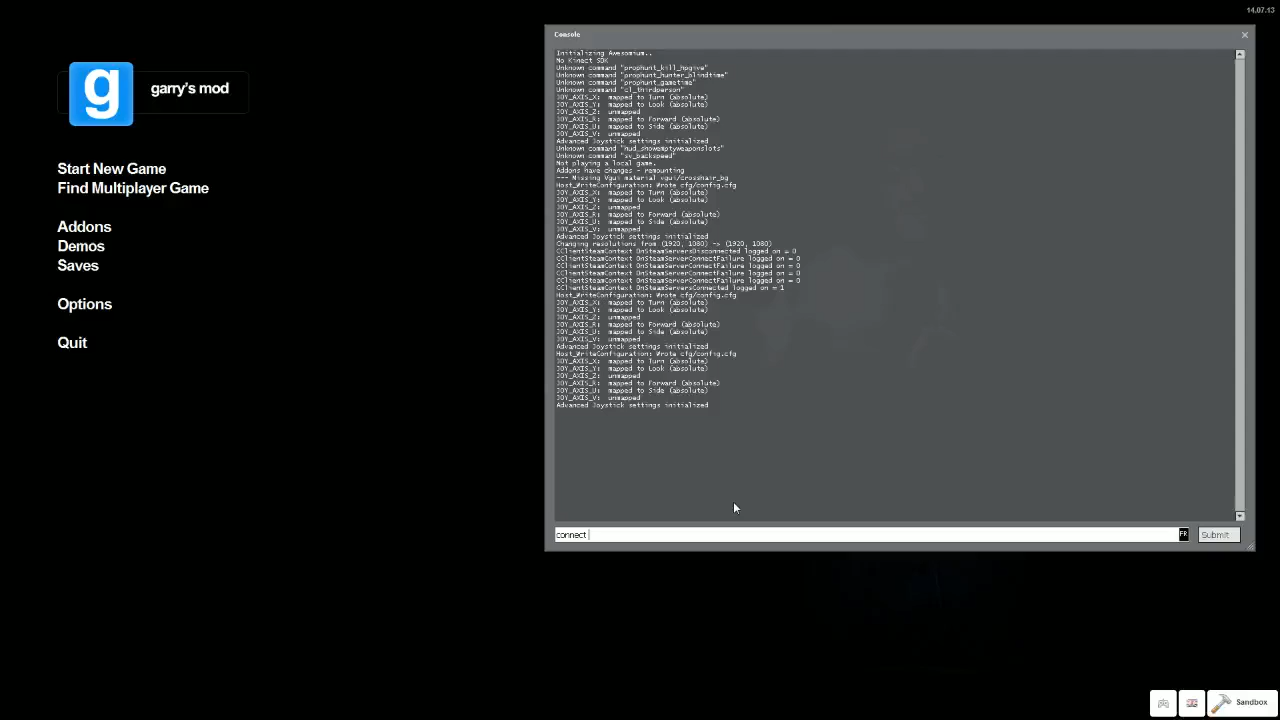 14.07.13
g
garry's mod
Start New Game
Find Multiplayer Game
Addons
Demos
Saves
Options
Quit
Console
Initializing Awesomium..
No Kinect SDK
Unknown command "prophunt_kill_hpgive"
Unknown command "prophunt_hunter_blindtime"
Unknown command "prophunt_gametime"
Unknown command "cl_thirdperson"
JOY_AXIS_X: mapped to Turn (absolute)
JOY_AXIS_Y: mapped to Look (absolute)
JOY_AXIS_Z: unmapped
JOY_AXIS_R: mapped to Forward (absolute)
JOY_AXIS_U: mapped to Side (absolute)
JOY_AXIS_V: unmapped
Advanced Joystick settings initialized
Unknown command "hud_showemptyweaponslots"
Unknown command "sv_backspeed"
Not playing a local game.
Addons have changes - remounting
--- Missing Vgui material vgui/crosshair_bg
Host_WriteConfiguration: Wrote cfg/config.cfg
JOY_AXIS_X: mapped to Turn (absolute)
JOY_AXIS_Y: mapped to Look (absolute)
JOY_AXIS_Z: unmapped
JOY_AXIS_R: mapped to Forward (absolute)
JOY_AXIS_U: mapped to Side (absolute)
JOY_AXIS_V: unmapped
Advanced Joystick settings initialized
Changing resolutions from (1920, 1080) -> (1920, 1080)
CClientSteamContext OnSteamServersDisconnected logged on = 0
CClientSteamContext OnSteamServerConnectFailure logged on = 0
CClientSteamContext OnSteamServerConnectFailure logged on = 0
CClientSteamContext OnSteamServerConnectFailure logged on = 0
CClientSteamContext OnSteamServerConnectFailure logged on = 0
CClientSteamContext OnSteamServersConnected logged on = 1
Host_WriteConfiguration: Wrote cfg/config.cfg
JOY_AXIS_X: mapped to Turn (absolute)
JOY_AXIS_Y: mapped to Look (absolute)
JOY_AXIS_Z: unmapped
JOY_AXIS_R: mapped to Forward (absolute)
JOY_AXIS_U: mapped to Side (absolute)
JOY_AXIS_V: unmapped
Advanced Joystick settings initialized
Host_WriteConfiguration: Wrote cfg/config.cfg
JOY_AXIS_X: mapped to Turn (absolute)
JOY_AXIS_Y: mapped to Look (absolute)
JOY_AXIS_Z: unmapped
JOY_AXIS_R: mapped to Forward (absolute)
JOY_AXIS_U: mapped to Side (absolute)
JOY_AXIS_V: unmapped
Advanced Joystick settings initialized
connect
FR
Submit
Sandbox